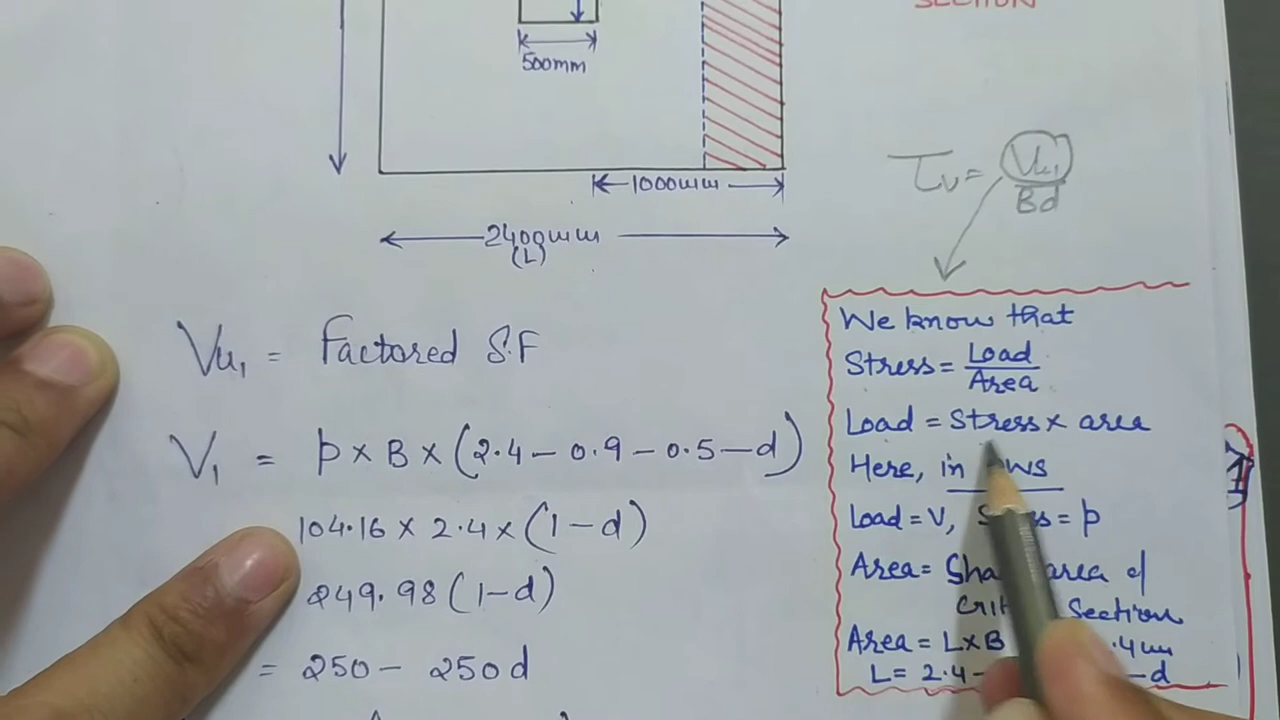 SECTION
500mm
1000mm
2400mm
(L)
τv = Vu1
Bd
Vu1 = Factored S.F
V1 = p × B × (2.4 - 0.9 - 0.5 - d)
104.16 × 2.4 × (1 - d)
249.98 (1 - d)
= 250 - 250d
We know that
Stress = Load
Area
Load = Stress × area
Here, in
Load = V, = p
Area = area of
Section
Area = L×B
L = 2.4 - - d